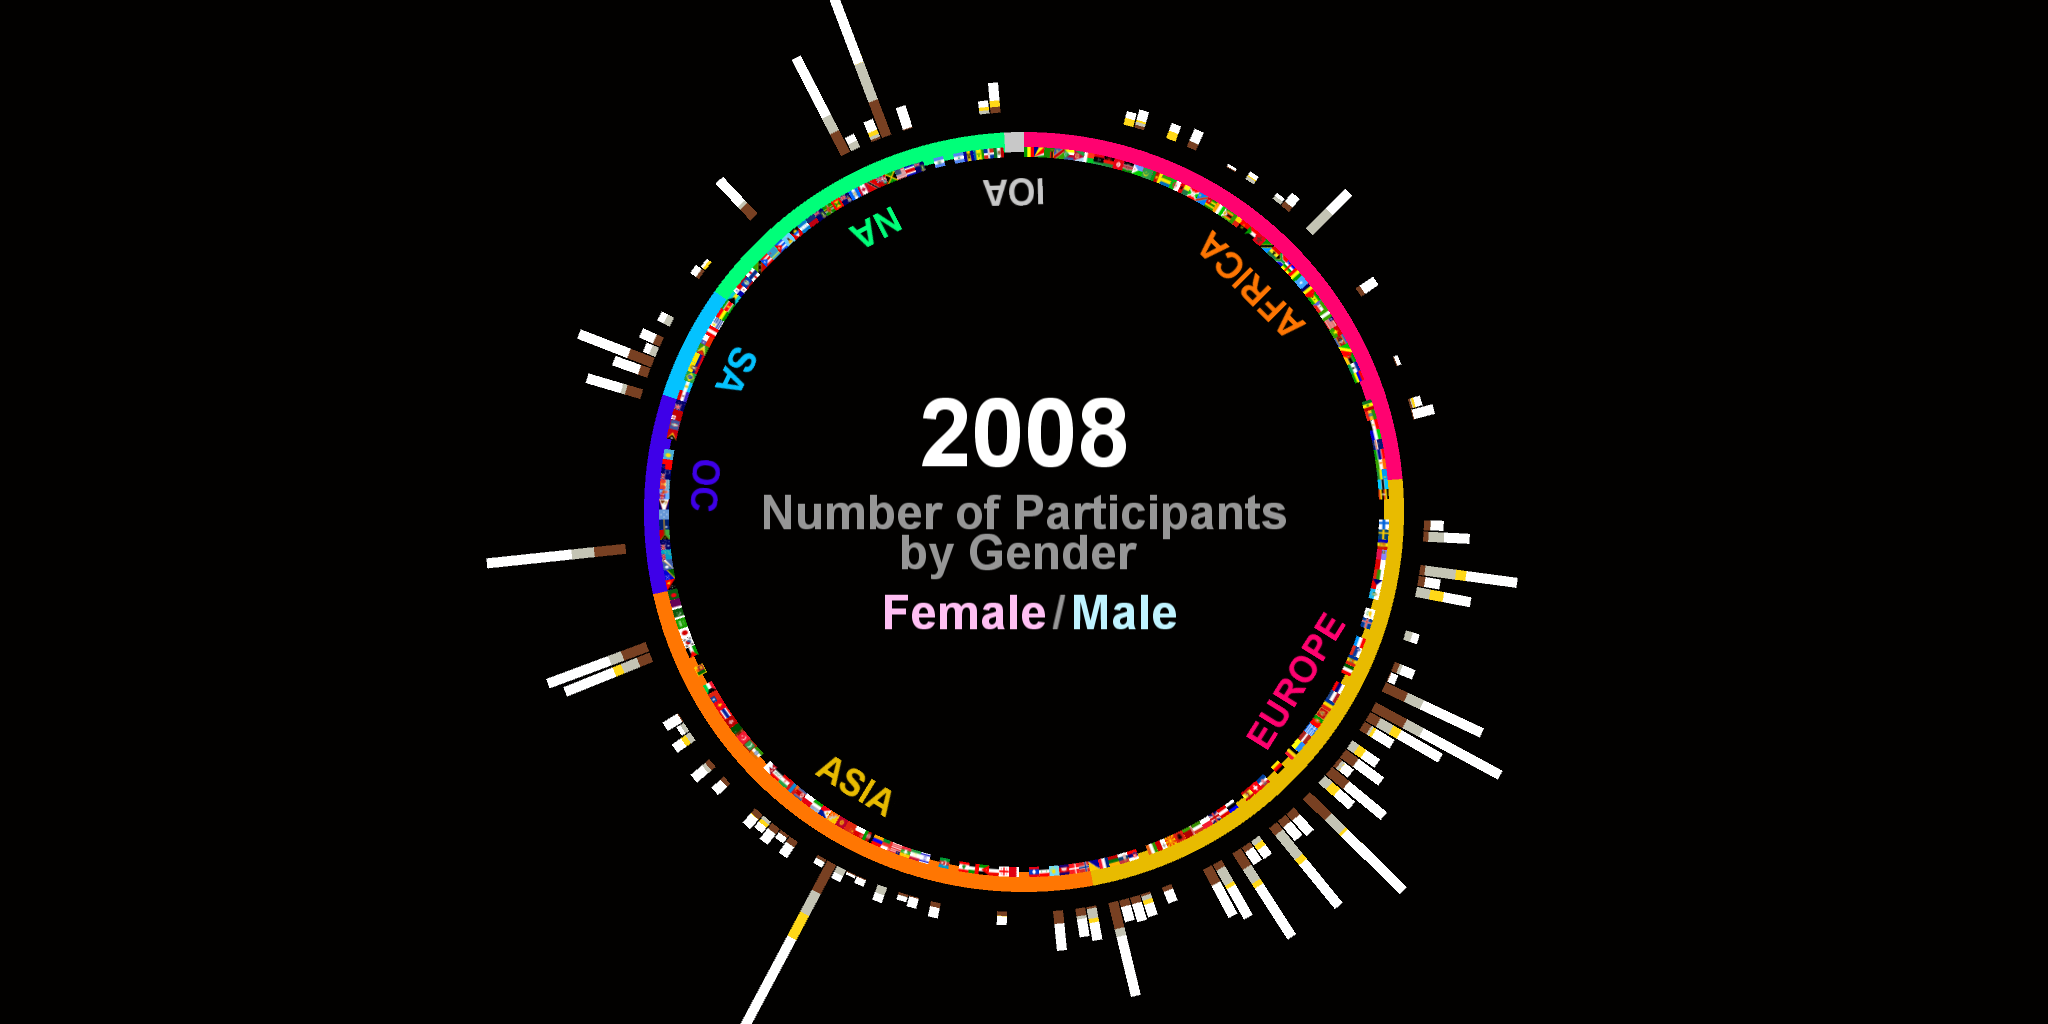 IOA
NA
AFRICA
SA
2008
OC
Number of Participants
by Gender
Female/Male
EUROPE
ASIA